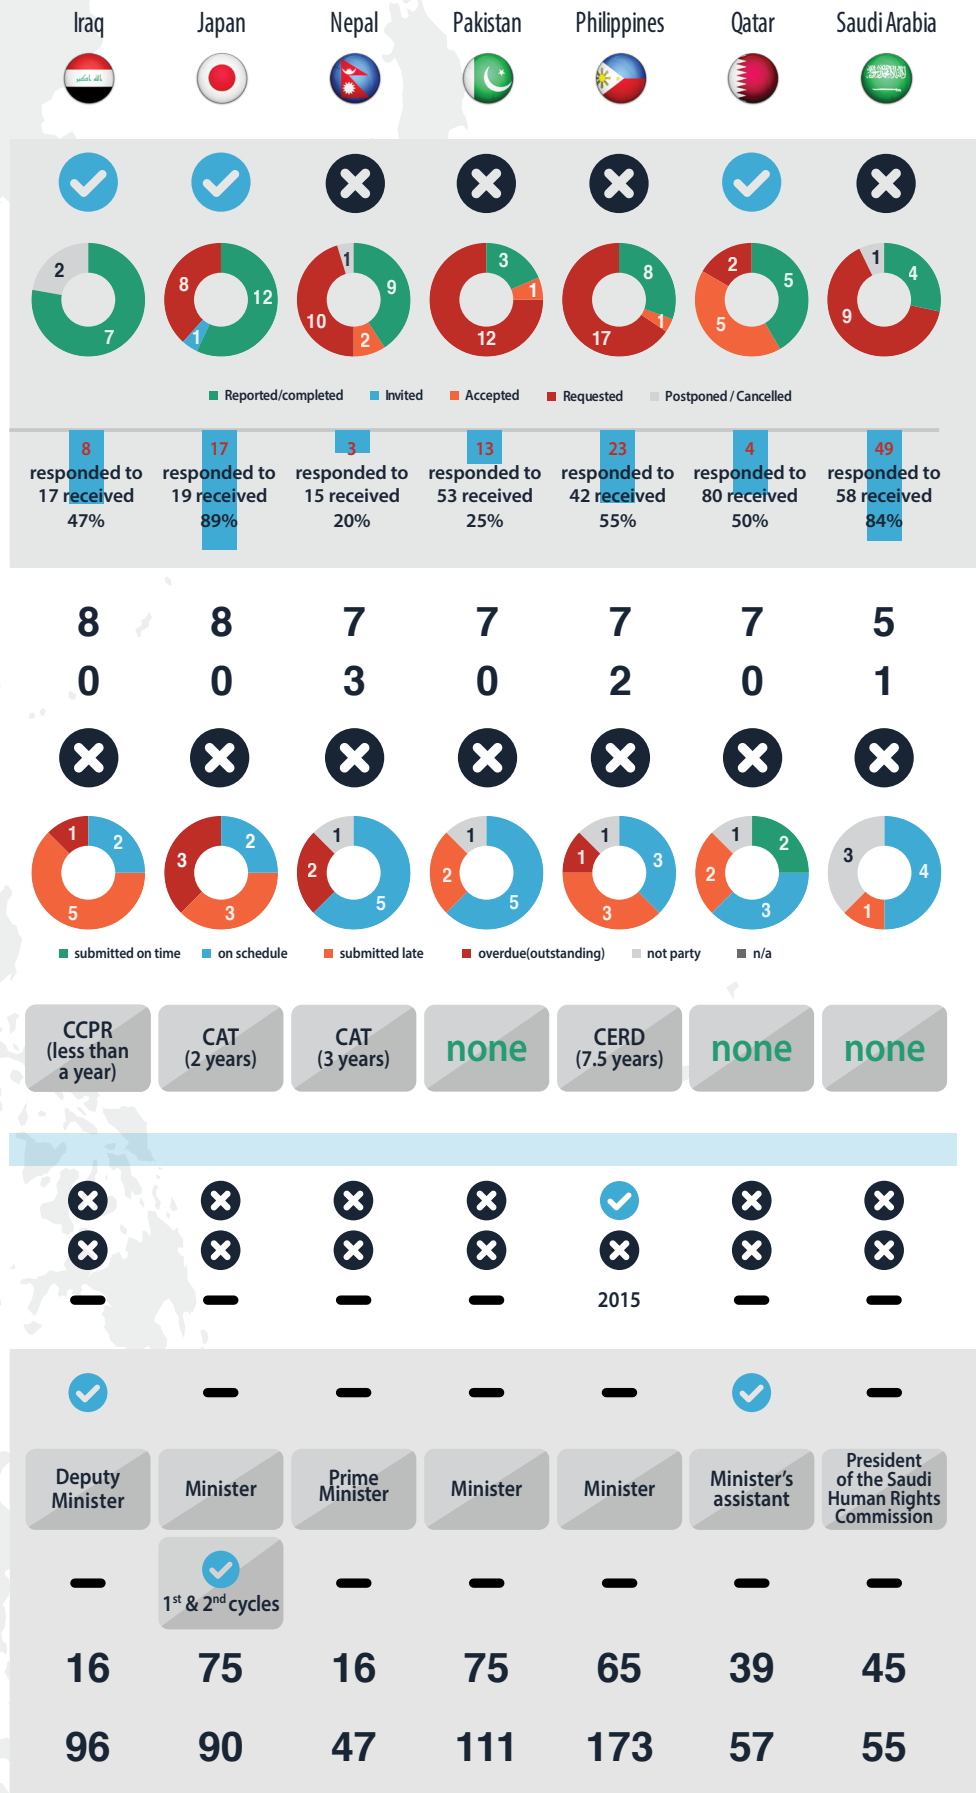 Iraq Japan Nepal Pakistan Philippines Qatar Saudi Arabia
2 7
8 12 1
1 9 10 2
3 1 12
8 1 17
2 5 5
1 4 9
Reported/completed Invited Accepted Requested Postponed / Cancelled
8 17 3 13 23 4 49
responded to responded to responded to responded to responded to responded to responded to
17 received 19 received 15 received 53 received 42 received 80 received 58 received
47% 89% 20% 25% 55% 50% 84%
8 8 7 7 7 7 5
0 0 3 0 2 0 1
1 2 5
2 3 3
1 2 5
1 2 5
1 1 3 3
1 2 2 3
3 4 1
submitted on time on schedule submitted late overdue(outstanding) not party n/a
CCPR
(less than
a year)
CAT
(2 years)
CAT
(3 years)
none
CERD
(7.5 years)
none
none
2015
Deputy
Minister
Minister
Prime
Minister
Minister
Minister
Minister's
assistant
President
of the Saudi
Human Rights
Commission
1st & 2nd cycles
16 75 16 75 65 39 45
96 90 47 111 173 57 55